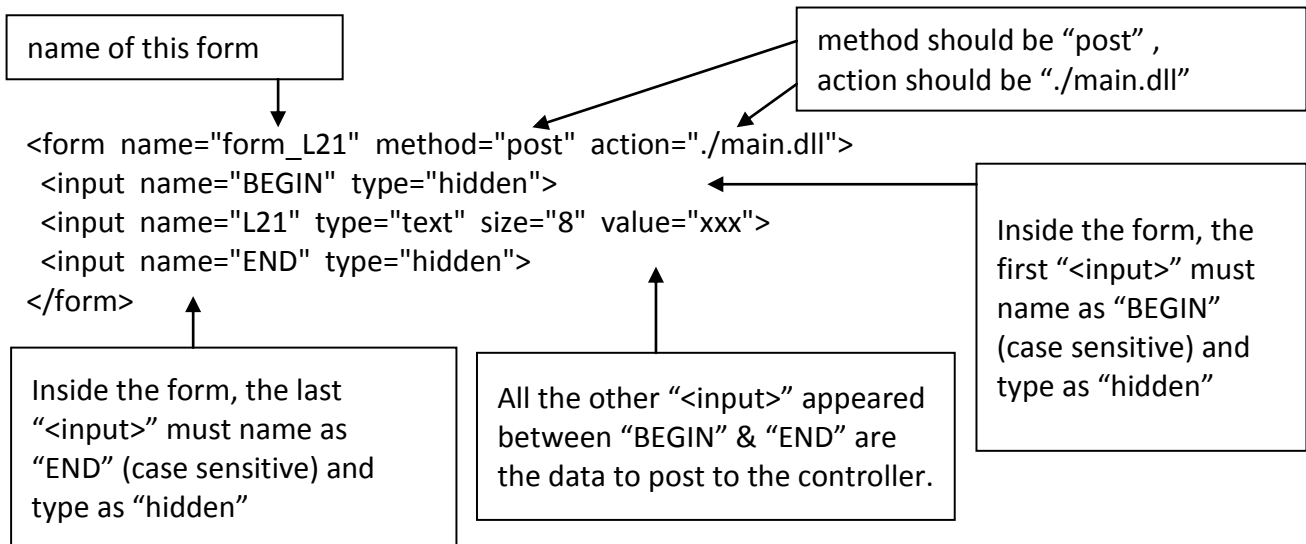 name of this form
method should be “post” ,
action should be “./main.dll”
<form name="form_L21" method="post" action="./main.dll">
<input name="BEGIN" type="hidden">
<input name="L21" type="text" size="8" value="xxx">
<input name="END" type="hidden">
</form>
Inside the form, the
first “<input>” must
name as “BEGIN”
(case sensitive) and
type as “hidden”
Inside the form, the last
“<input>” must name as
“END” (case sensitive) and
type as “hidden”
All the other “<input>” appeared
between “BEGIN” & “END” are
the data to post to the controller.